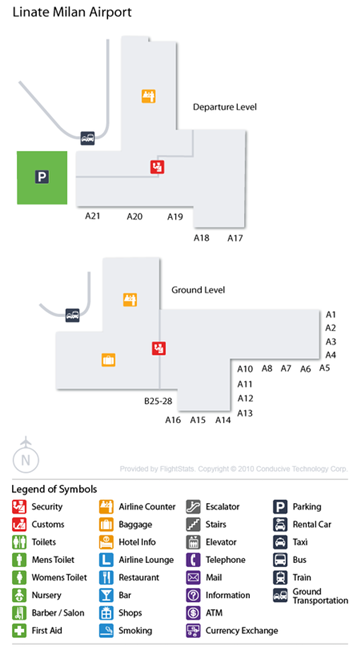 Linate Milan Airport
Departure Level
P
A21 A20 A19
A18 A17
Ground Level
A1
A2
A3
A4
A10 A8 A7 A6 A5
A11
B25-28 A12
A16 A15 A14 A13
N
Provided by FlightStats. Copyright © 2010 Conducive Technology Corp.
Legend of Symbols
Security Airline Counter Escalator P Parking
Customs Baggage Stairs Rental Car
Toilets Hotel Info Elevator Taxi
Mens Toilet L Airline Lounge Telephone Bus
Womens Toilet Restaurant Mail Train
Nursery Bar ? Information Ground Transportation
Barber / Salon Shops $ ATM
First Aid Smoking Currency Exchange